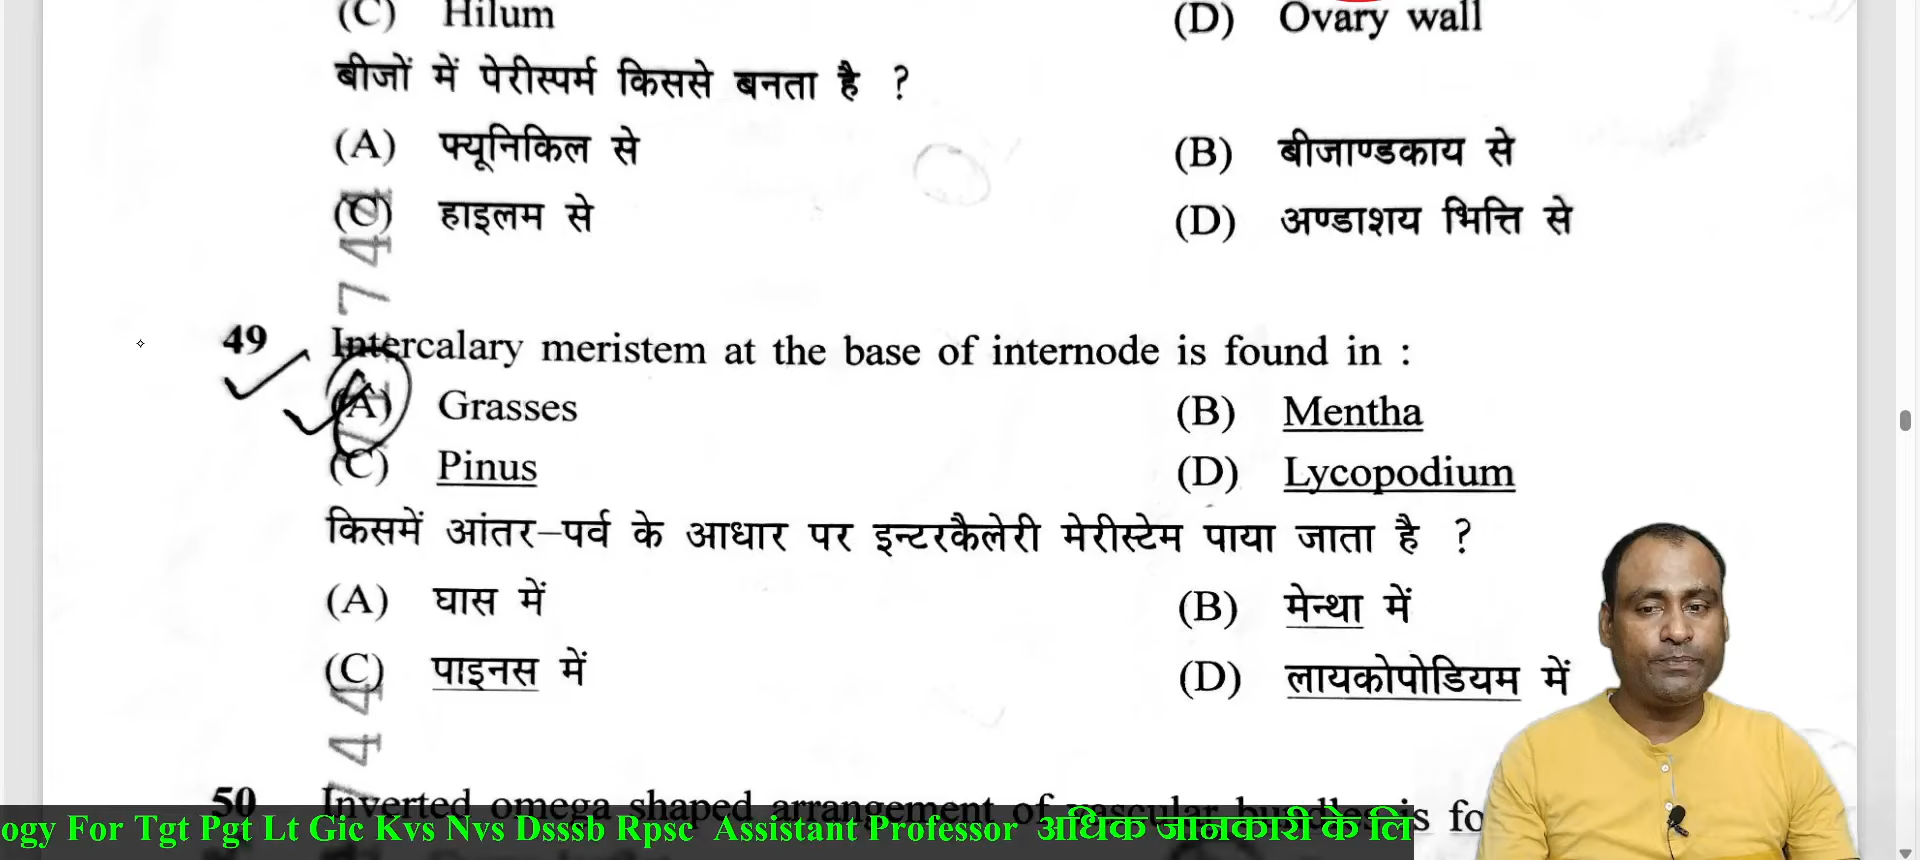 (C) Hilum (D) Ovary wall
बीजों में पेरीस्पर्म किससे बनता है ?
(A) फ्यूनिकिल से (B) बीजाण्डकाय से
(C) हाइलम से (D) अण्डाशय भित्ति से
49 Intercalary meristem at the base of internode is found in :
(A) Grasses (B) Mentha
(C) Pinus (D) Lycopodium
किसमें आंतर–पर्व के आधार पर इन्टरकैलेरी मेरीस्टेम पाया जाता है ?
(A) घास में (B) मेन्था में
(C) पाइनस में (D) लायकोपोडियम में
50 Inverted omega shaped arrangement of vascular bundles is fo
ogy For Tgt Pgt Lt Gic Kvs Nvs Dsssb Rpsc Assistant Professor अधिक जानकारी के लि